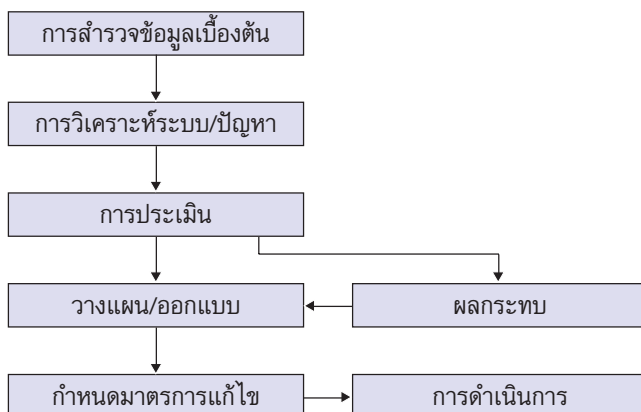 การสำรวจข้อมูลเบื้องต้น
การวิเคราะห์ระบบ/ปัญหา
การประเมิน
วางแผน/ออกแบบ
ผลกระทบ
กำหนดมาตรการแก้ไข
การดำเนินการ